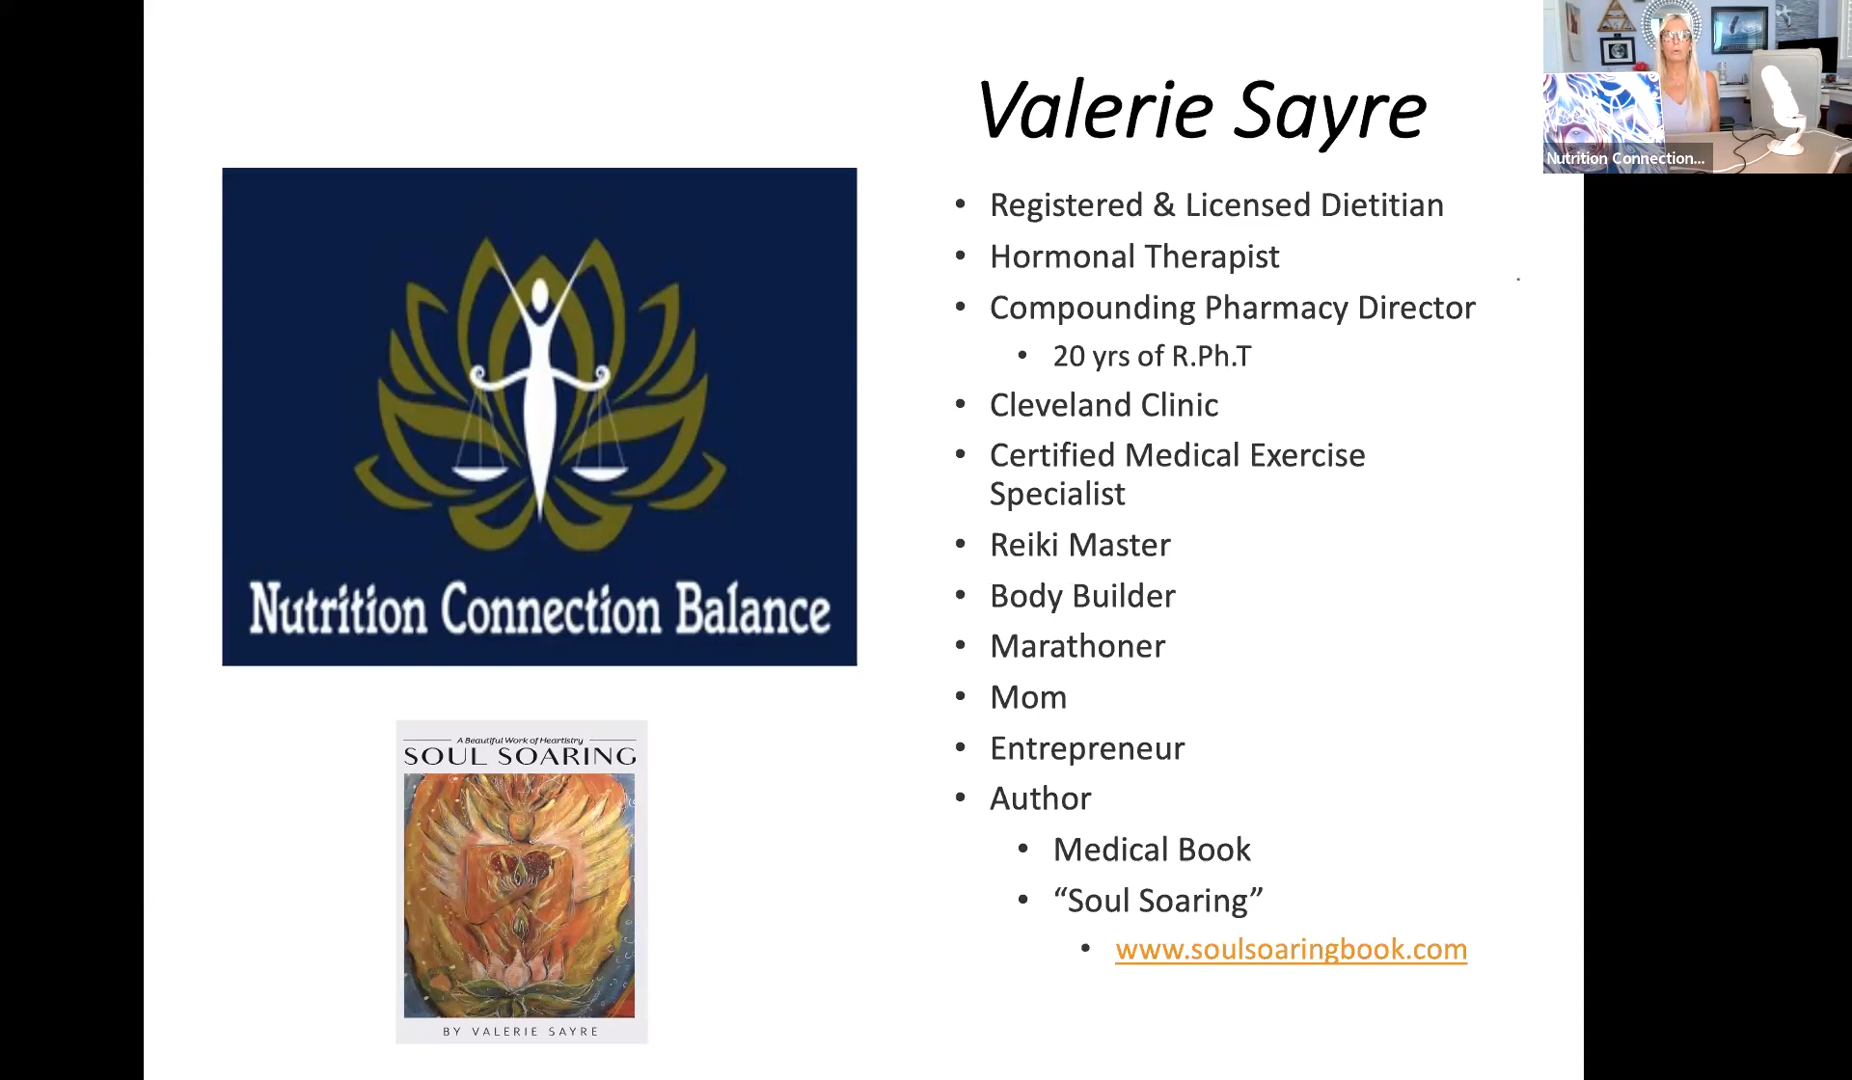 Valerie Sayre
Nutrition Connection...
• Registered & Licensed Dietitian
• Hormonal Therapist
• Compounding Pharmacy Director
• 20 yrs of R.Ph.T
• Cleveland Clinic
• Certified Medical Exercise
Specialist
• Reiki Master
• Body Builder
• Marathoner
• Mom
• Entrepreneur
• Author
• Medical Book
• “Soul Soaring”
• www.soulsoaringbook.com
Nutrition Connection Balance
A Beautiful Work of Heartistry
SOUL SOARING
BY VALERIE SAYRE